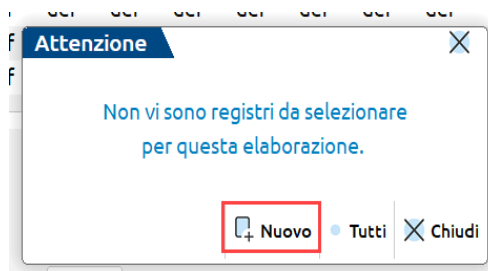 Attenzione
Non vi sono registri da selezionare
per questa elaborazione.
Nuovo Tutti Chiudi